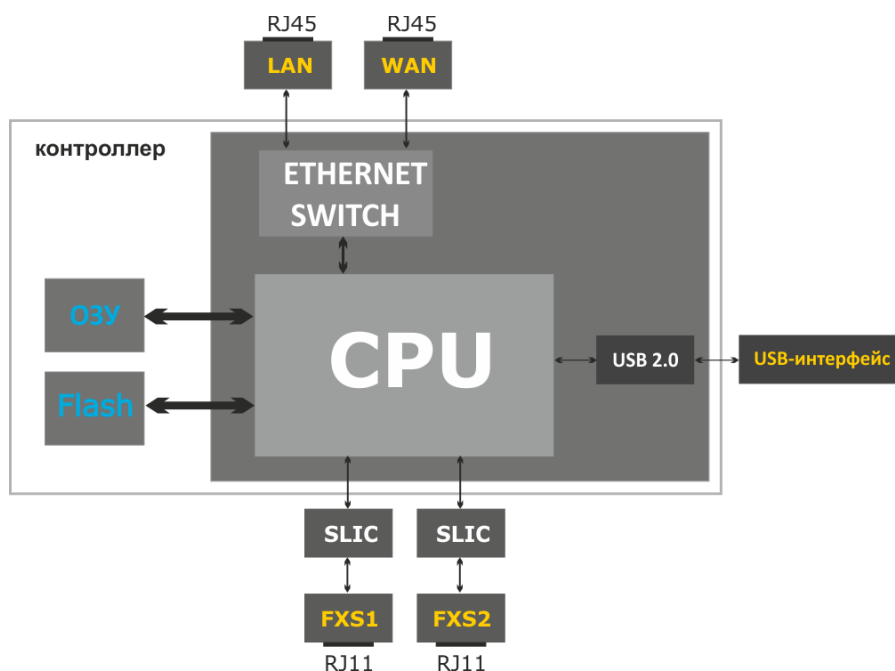 RJ45
RJ45
LAN
WAN
контроллер
ETHERNET
SWITCH
ОЗУ
CPU
USB 2.0
USB-интерфейс
Flash
SLIC
SLIC
FXS1
FXS2
RJ11
RJ11